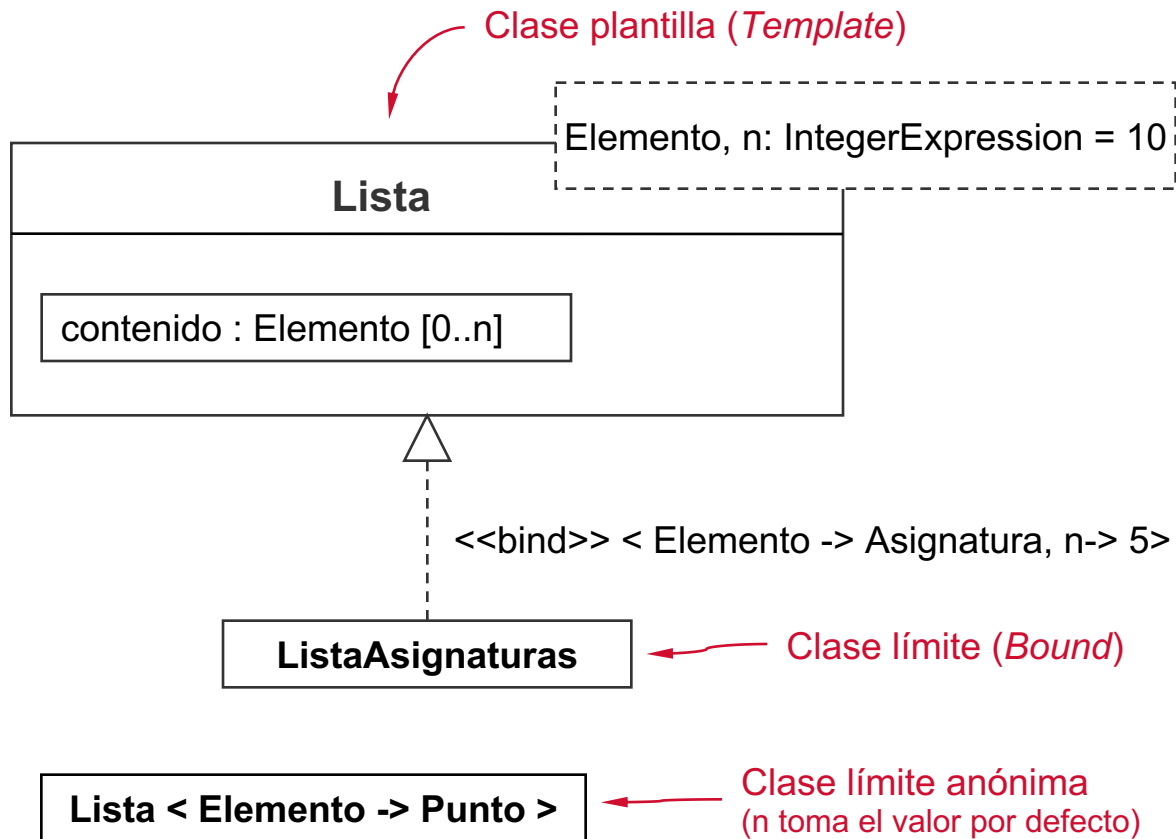 Clase plantilla (Template)
Elemento, n: IntegerExpression = 10
Lista
contenido : Elemento [0..n]
<<bind>> < Elemento -> Asignatura, n-> 5>
ListaAsignaturas
Clase límite (Bound)
Lista < Elemento -> Punto >
Clase límite anónima
(n toma el valor por defecto)